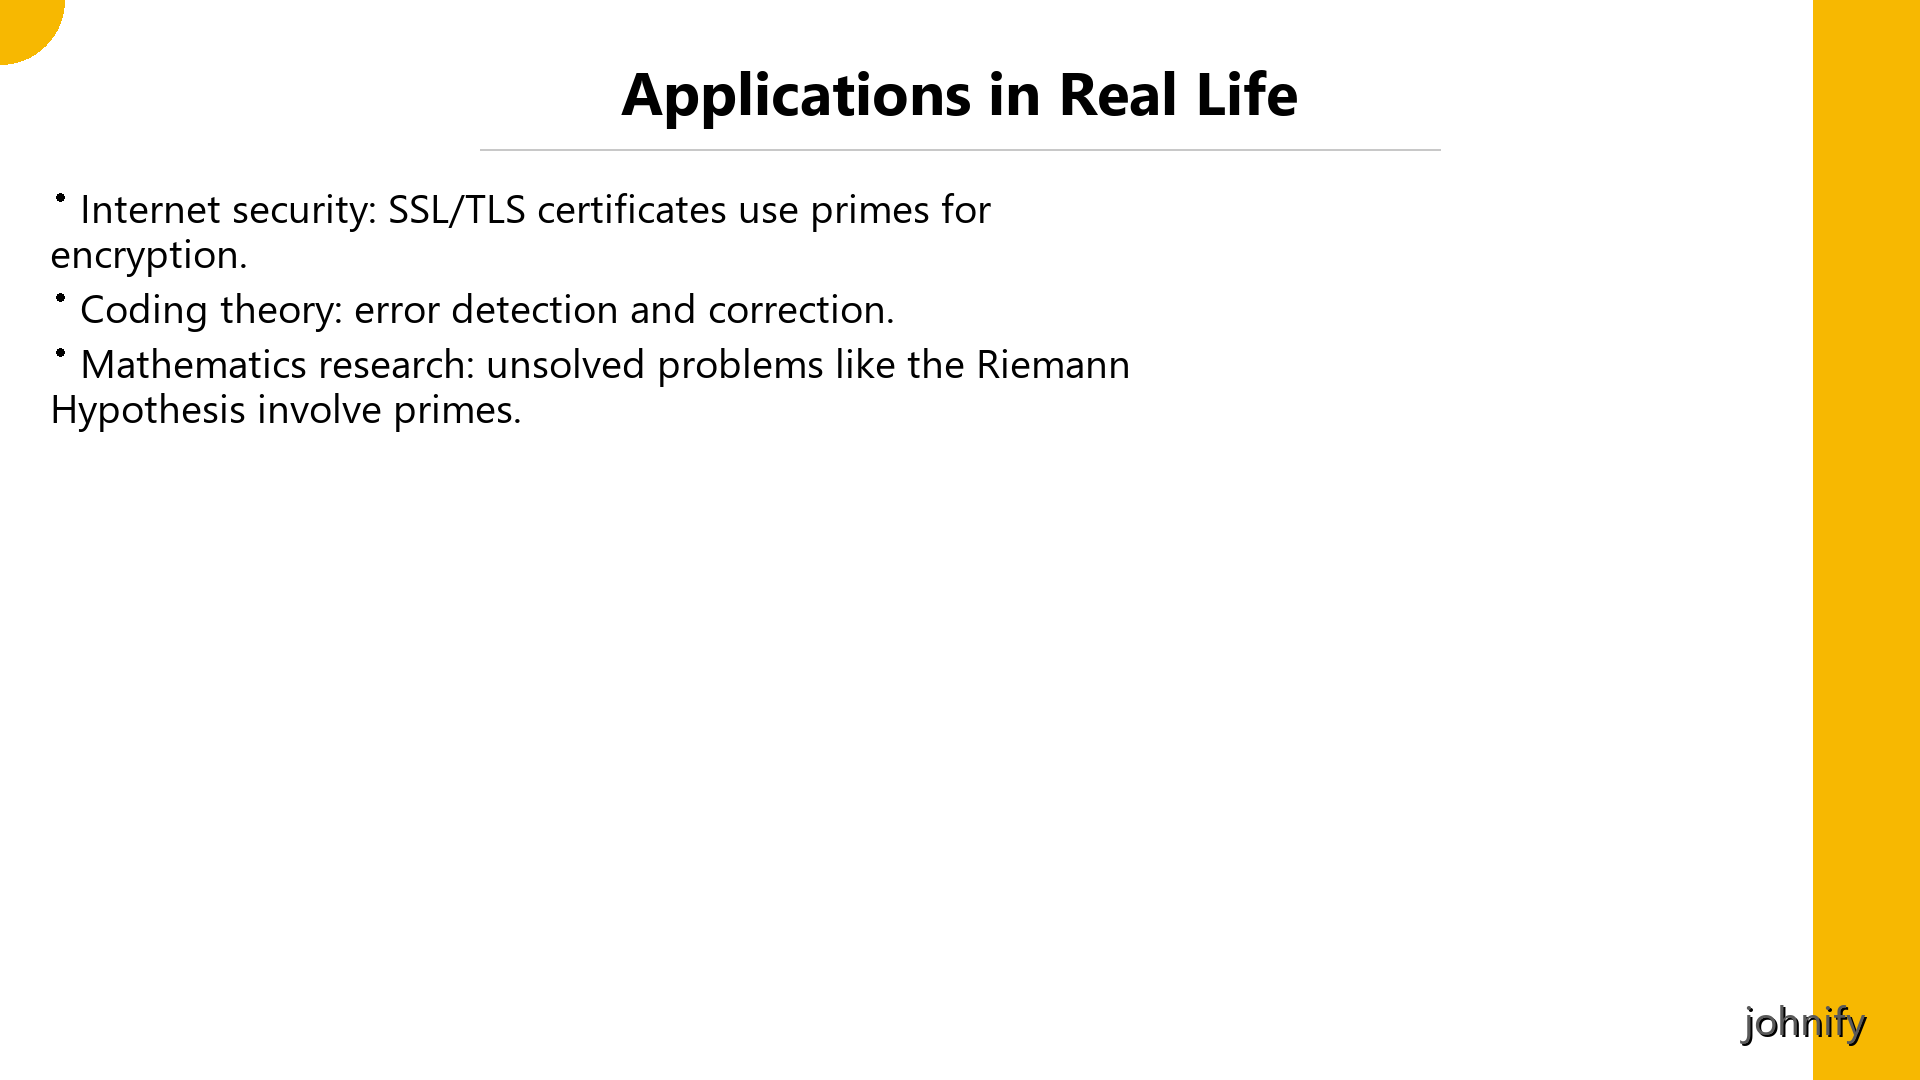 Applications in Real Life
• Internet security: SSL/TLS certificates use primes for
encryption.
• Coding theory: error detection and correction.
• Mathematics research: unsolved problems like the Riemann
Hypothesis involve primes.
johnify